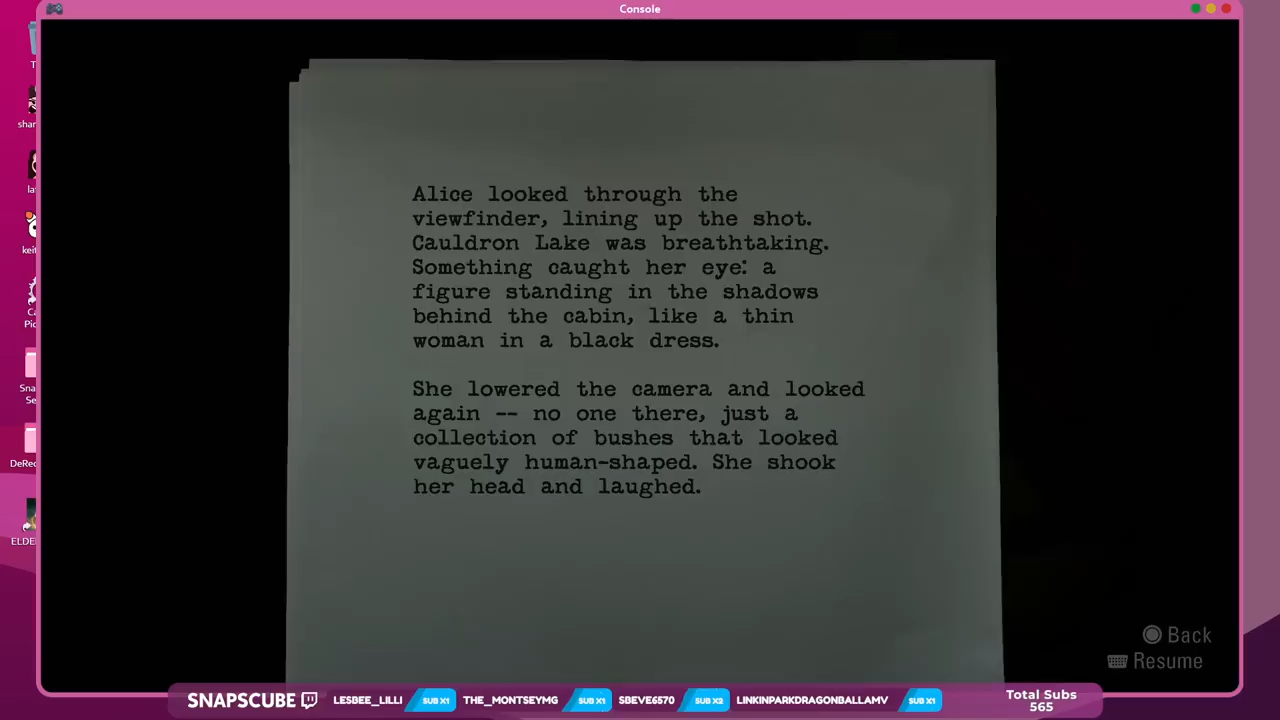 Console
Alice looked through the
viewfinder, lining up the shot.
Cauldron Lake was breathtaking.
Something caught her eye: a
figure standing in the shadows
behind the cabin, like a thin
woman in a black dress.
She lowered the camera and looked
again -- no one there, just a
collection of bushes that looked
vaguely human-shaped. She shook
her head and laughed.
Back
Resume
SNAPSCUBE
LESBEE_LILLI SUB X1 THE_MONTSEYMG SUB X1 SBEVE6570 SUB X2 LINKINPARKDRAGONBALLAMV SUB X1
Total Subs
565